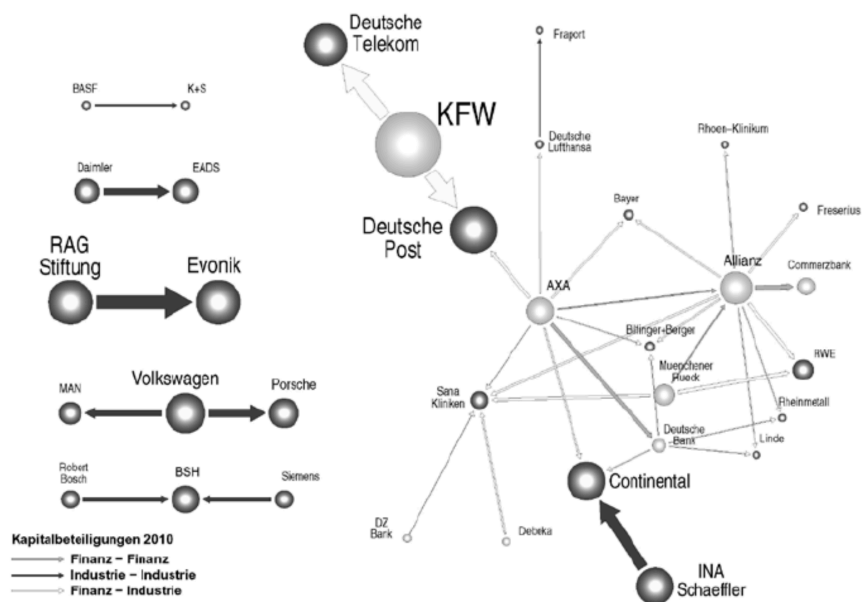 Deutsche
Telekom
Fraport
BASF
K+S
KFW
Deutsche
Lufthansa
Rhoen-Klinikum
Daimler
EADS
Bayer
Fresenius
Deutsche
Post
RAG
Stiftung
Evonik
Allianz
Commerzbank
AXA
Bilfinger+Berger
RWE
Muenchener
Rueck
MAN
Volkswagen
Porsche
Sana
Kliniken
Rheinmetall
Deutsche
Bank
Linde
Robert
Bosch
BSH
Siemens
Continental
DZ
Bank
Debeka
INA
Schaeffler
Kapitalbeteiligungen 2010
Finanz - Finanz
Industrie - Industrie
Finanz - Industrie